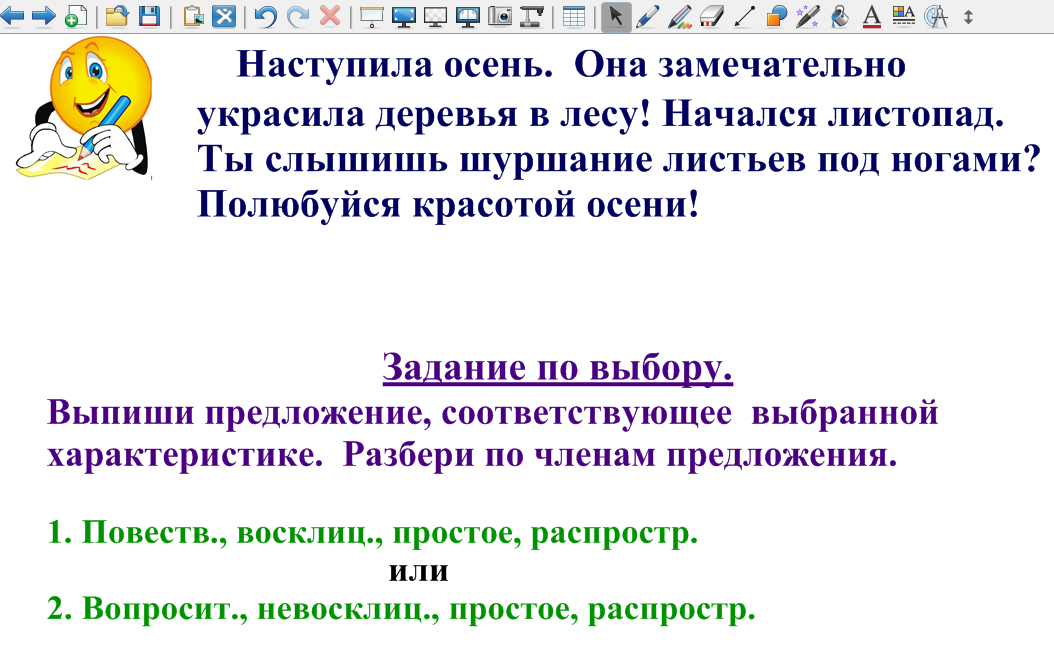 Наступила осень. Она замечательно
украсила деревья в лесу! Начался листопад.
Ты слышишь шуршание листьев под ногами?
Полюбуйся красотой осени!
Задание по выбору.
Выпиши предложение, соответствующее выбранной
характеристике. Разбери по членам предложения.
1. Повеств., восклиц., простое, распростр.
или
2. Вопросит., невосклиц., простое, распростр.